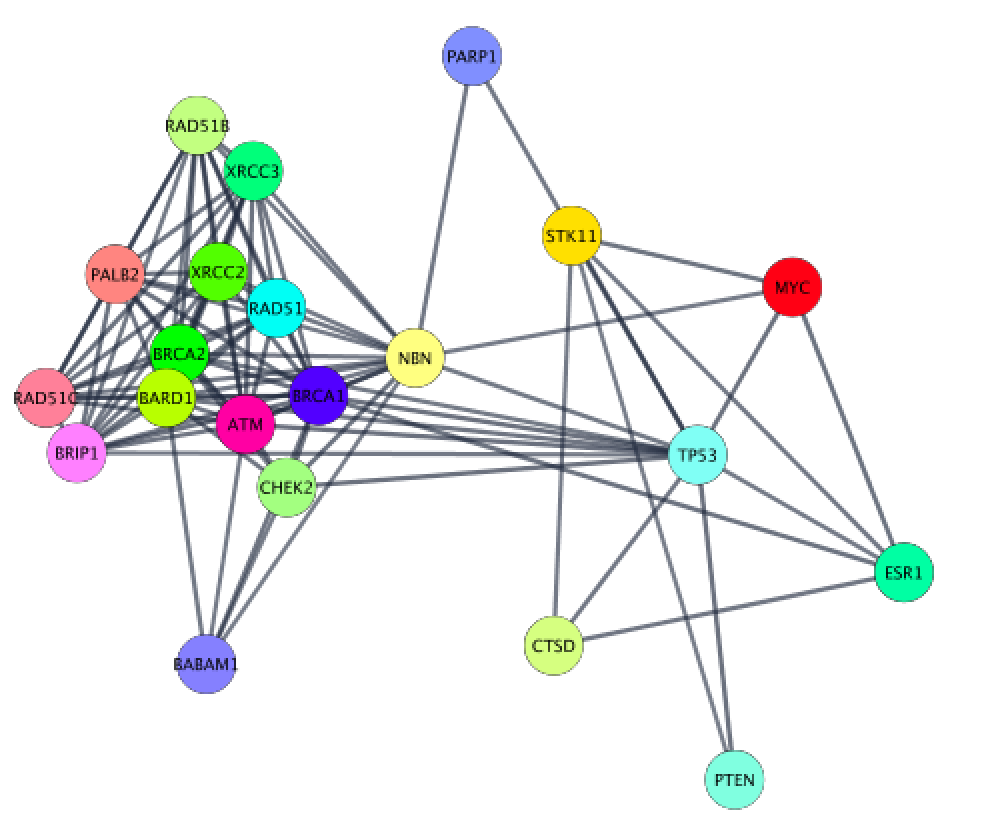 PARP1
RAD51B
XRCC3
STK11
PALB2
XRCC2
MYC
RAD51
BRCA2
NBN
BRCA1
RAD51C
BARD1
ATM
BRIP1
TP53
CHEK2
ESR1
CTSD
BABAM1
PTEN